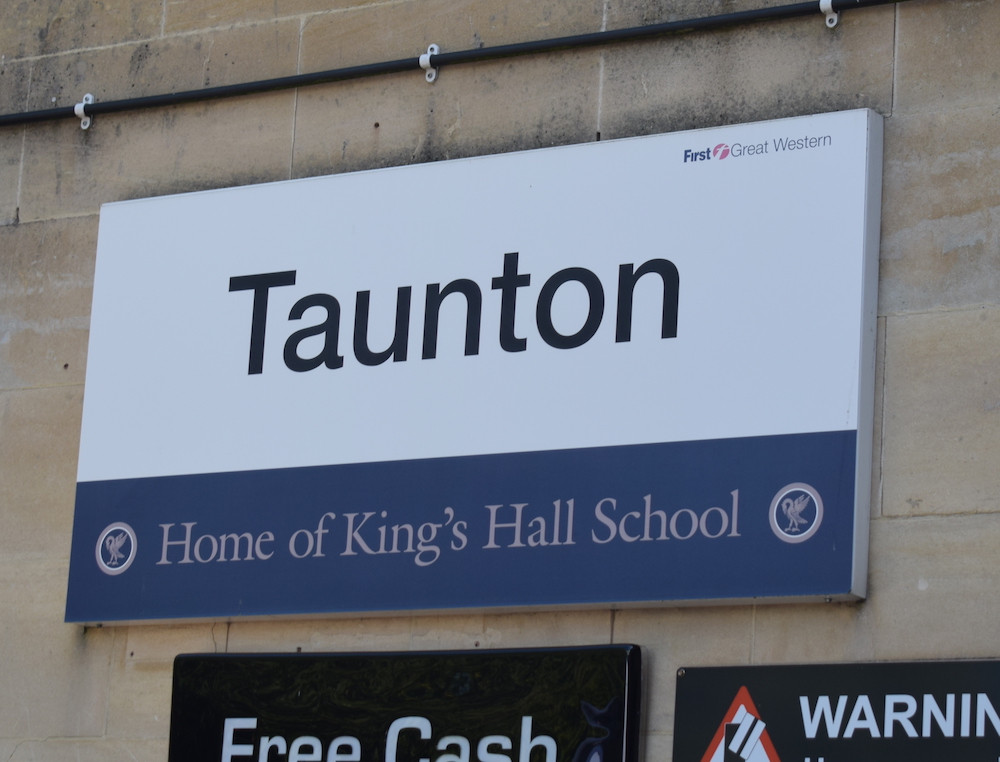 First Great Western
Taunton
Home of King's Hall School
Free Cash
WARNIN